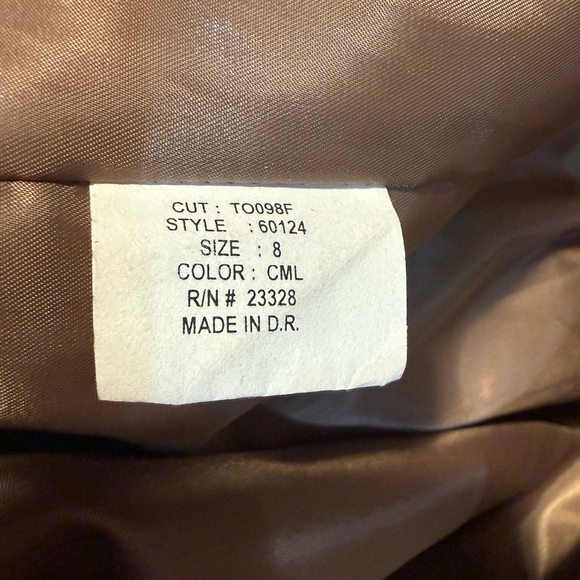 CUT : TO098F
STYLE : 60124
SIZE : 8
COLOR : CML
R/N # 23328
MADE IN D.R.